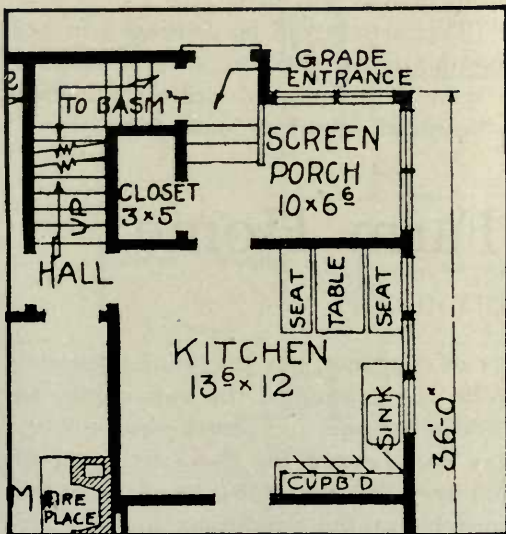 GRADE
ENTRANCE
TO BASM'T
SCREEN
PORCH
10 x 6⁶
CLOSET
3 x 5
UP
HALL
SEAT
TABLE
SEAT
KITCHEN
13⁶ x 12
SINK
36'-0"
CUPB'D
M
FIRE
PLACE